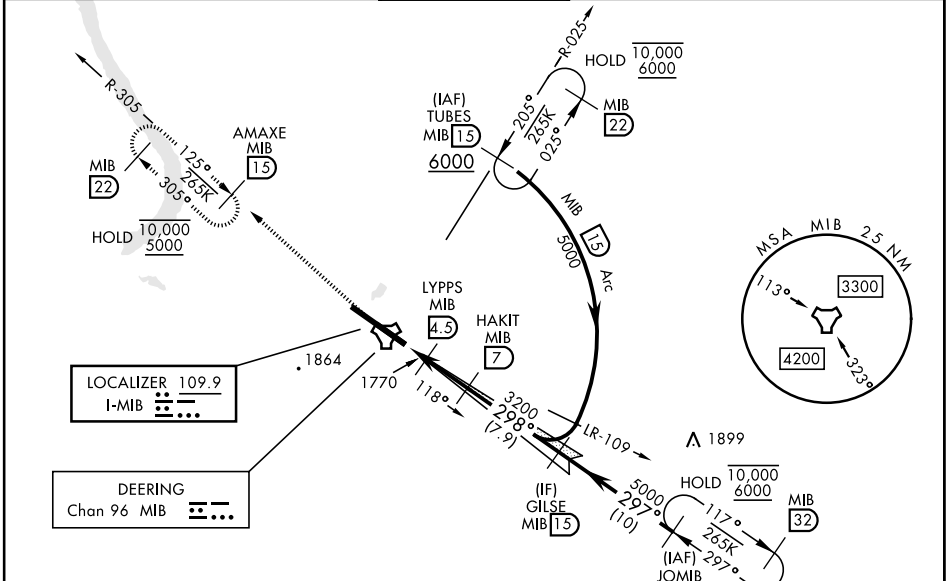 R-305
125°
265K
305°
MIB
22
AMAXE
MIB
15
HOLD 10,000
5000
R-025
HOLD 10,000
6000
205°
265K
025°
MIB
22
(IAF)
TUBES
MIB 15
6000
MIB 15 Arc
5000
MSA MIB 25 NM
113°
3300
4200
323°
LYPPS
MIB
4.5
HAKIT
MIB
7
1864
1770
118°
3200
298°
(7.9)
LR-109
1899
LOCALIZER 109.9
I-MIB
DEERING
Chan 96 MIB
(IF)
GILSE
MIB 15
5000
297°
(10)
HOLD 10,000
6000
117°
265K
297°
MIB
32
(IAF)
JOMIB